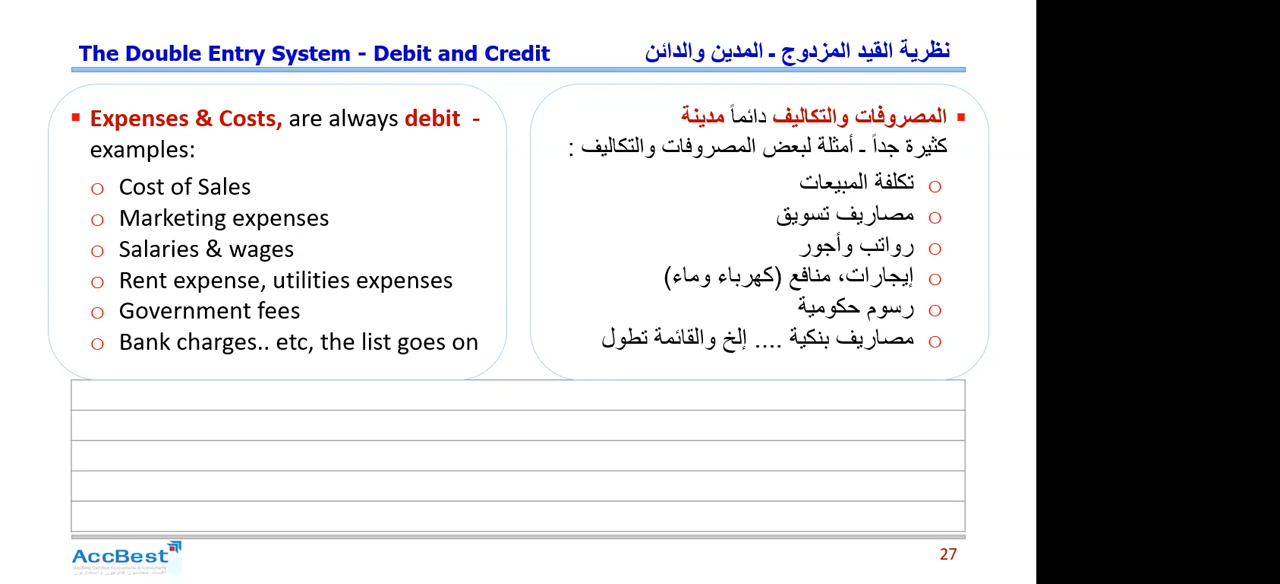 The Double Entry System - Debit and Credit
نظرية القيد المزدوج - المدين والدائن
▪ Expenses & Costs, are always debit -
examples:
o Cost of Sales
o Marketing expenses
o Salaries & wages
o Rent expense, utilities expenses
o Government fees
o Bank charges.. etc, the list goes on
▪ المصروفات والتكاليف دائماً مدينة
كثيرة جداً - أمثلة لبعض المصروفات والتكاليف :
o تكلفة المبيعات
o مصاريف تسويق
o رواتب وأجور
o إيجارات، منافع (كهرباء وماء)
o رسوم حكومية
o مصاريف بنكية .... إلخ والقائمة تطول
AccBest
27